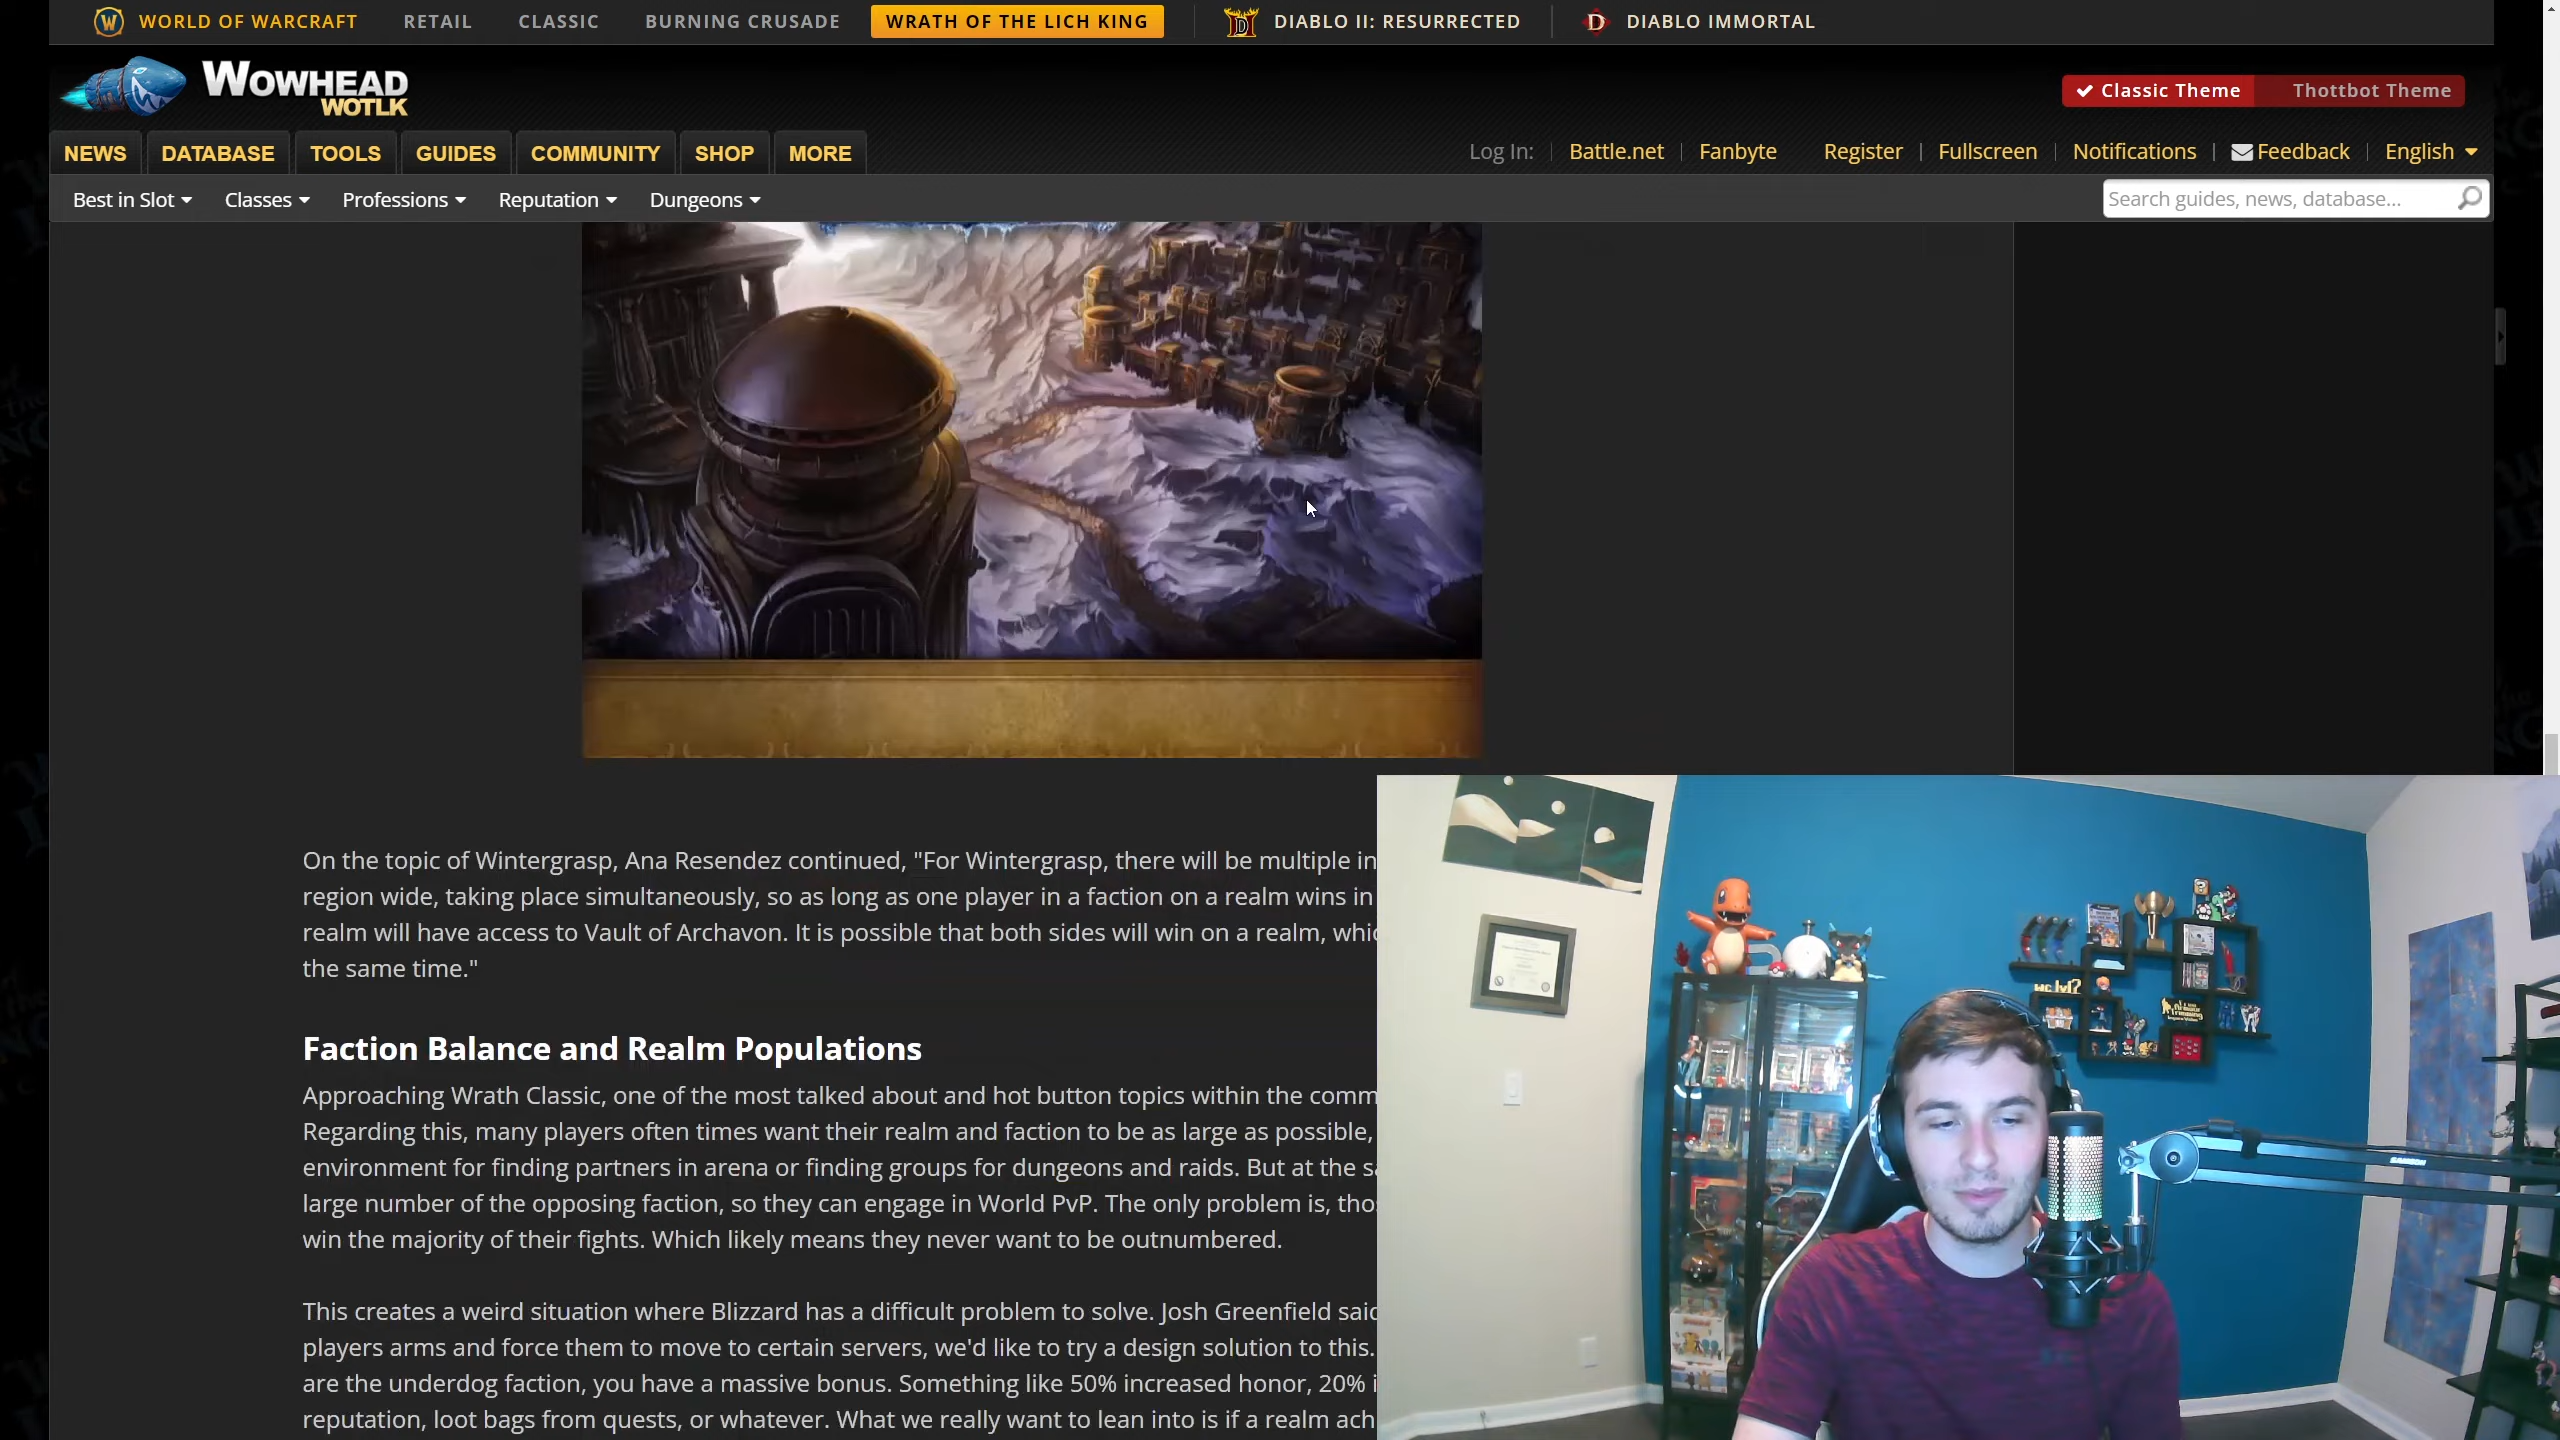 WORLD OF WARCRAFT RETAIL CLASSIC BURNING CRUSADE WRATH OF THE LICH KING DIABLO II: RESURRECTED DIABLO IMMORTAL
WOWHEAD
WOTLK
Classic Theme Thottbot Theme
NEWS DATABASE TOOLS GUIDES COMMUNITY SHOP MORE Log In: Battle.net Fanbyte Register Fullscreen Notifications Feedback English
Best in Slot Classes Professions Reputation Dungeons Search guides, news, database...
On the topic of Wintergrasp, Ana Resendez continued, "For Wintergrasp, there will be multiple in
region wide, taking place simultaneously, so as long as one player in a faction on a realm wins in
realm will have access to Vault of Archavon. It is possible that both sides will win on a realm, whic
the same time."
Faction Balance and Realm Populations
Approaching Wrath Classic, one of the most talked about and hot button topics within the comm
Regarding this, many players often times want their realm and faction to be as large as possible,
environment for finding partners in arena or finding groups for dungeons and raids. But at the sa
large number of the opposing faction, so they can engage in World PvP. The only problem is, thos
win the majority of their fights. Which likely means they never want to be outnumbered.
This creates a weird situation where Blizzard has a difficult problem to solve. Josh Greenfield said
players arms and force them to move to certain servers, we'd like to try a design solution to this.
are the underdog faction, you have a massive bonus. Something like 50% increased honor, 20% i
reputation, loot bags from quests, or whatever. What we really want to lean into is if a realm ach
wc lvl?
SAMSON